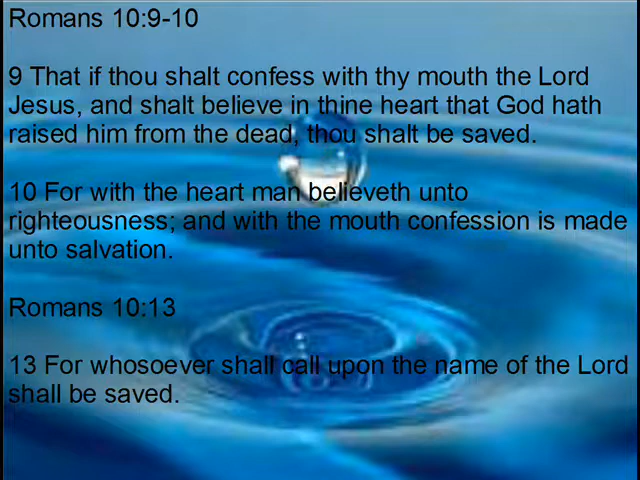 Romans 10:9-10
9 That if thou shalt confess with thy mouth the Lord
Jesus, and shalt believe in thine heart that God hath
raised him from the dead, thou shalt be saved.
10 For with the heart man believeth unto
righteousness; and with the mouth confession is made
unto salvation.
Romans 10:13
13 For whosoever shall call upon the name of the Lord
shall be saved.